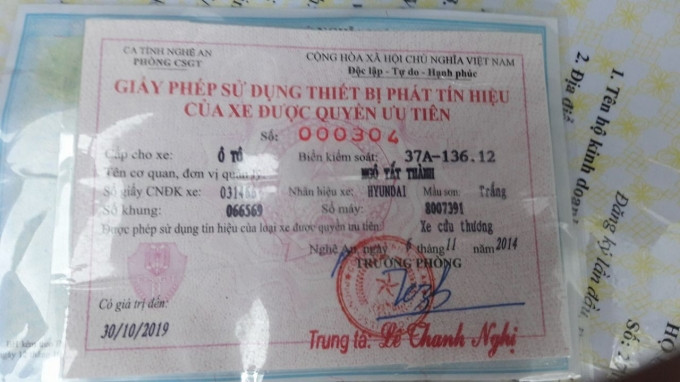 CA TỈNH NGHỆ AN
PHÒNG CSGT
CỘNG HÒA XÃ HỘI CHỦ NGHĨA VIỆT NAM
Độc lập - Tự do - Hạnh phúc
GIẤY PHÉP SỬ DỤNG THIẾT BỊ PHÁT TÍN HIỆU
CỦA XE ĐƯỢC QUYỀN ƯU TIÊN
Số: 000304
Cấp cho xe: Ô TÔ Biển kiểm soát: 37A-136.12
Tên cơ quan, đơn vị quản lý: NGÔ TẤT THÀNH
Số giấy CNĐK xe: Nhãn hiệu xe: HYUNDAI Màu sơn: Trắng
Số khung: 066569 Số máy: 8007391
Được phép sử dụng tín hiệu của loại xe được quyền ưu tiên: Xe cứu thương
Nghệ An, ngày 6 tháng 11 năm 2014
TRƯỞNG PHÒNG
Có giá trị đến:
30/10/2019
Trung tá: Lê Thanh Nghị
1. Tên hộ kinh doanh
2. Địa
Đăng ký lần đầu
Số: